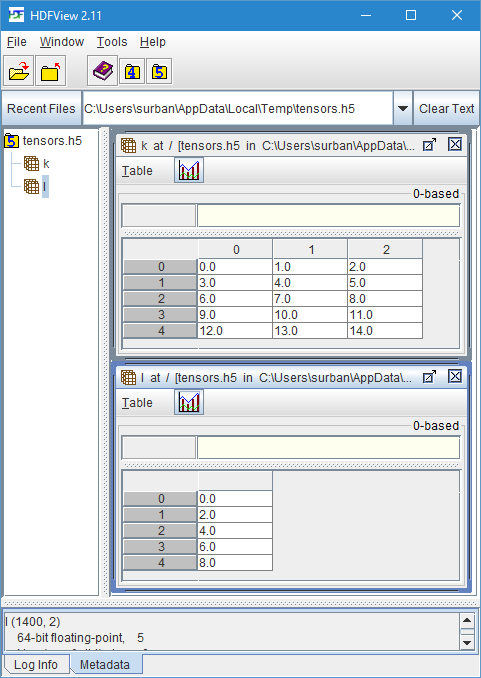 HDFView 2.11
File Window Tools Help
4 5
Recent Files C:\Users\surban\AppData\Local\Temp\tensors.h5 Clear Text
5 tensors.h5
k
l
k at / [tensors.h5 in C:\Users\surban\AppData\...
Table
0-based
0 1 2
0 0.0 1.0 2.0
1 3.0 4.0 5.0
2 6.0 7.0 8.0
3 9.0 10.0 11.0
4 12.0 13.0 14.0
l at / [tensors.h5 in C:\Users\surban\AppData\...
Table
0-based
0 0.0
1 2.0
2 4.0
3 6.0
4 8.0
l (1400, 2)
64-bit floating-point, 5
Log Info Metadata